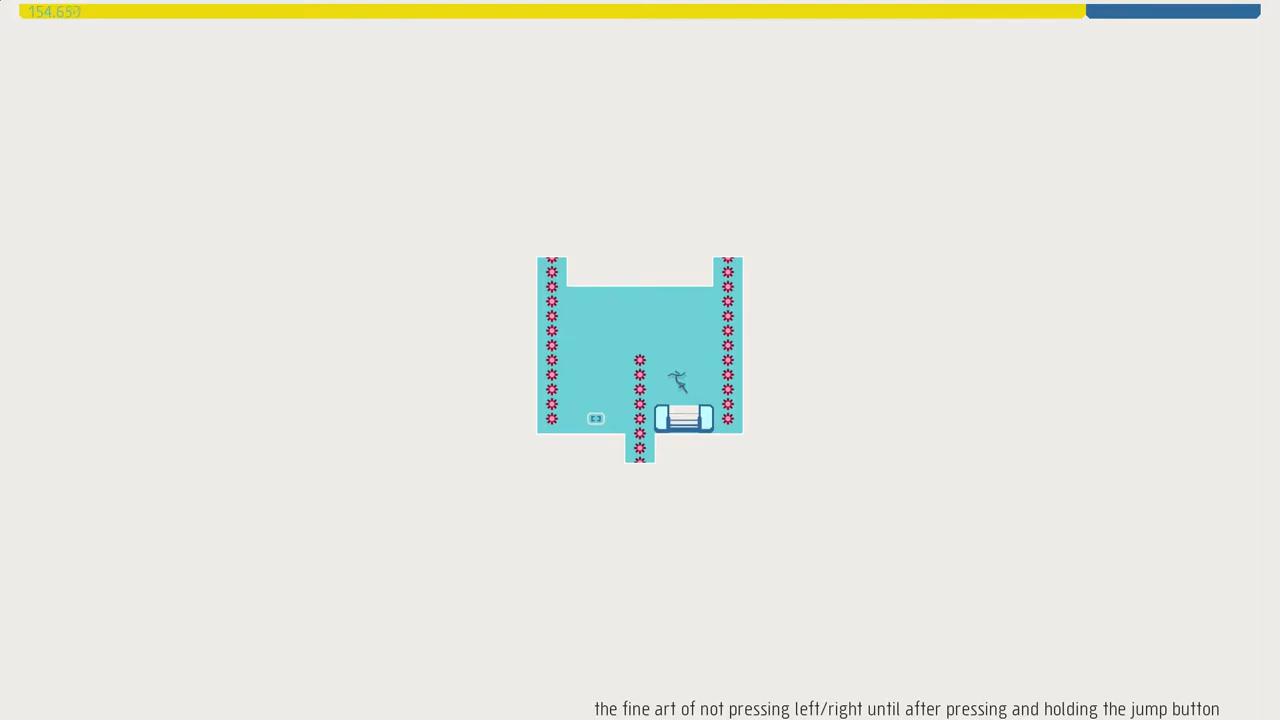 154.650
the fine art of not pressing left/right until after pressing and holding the jump button